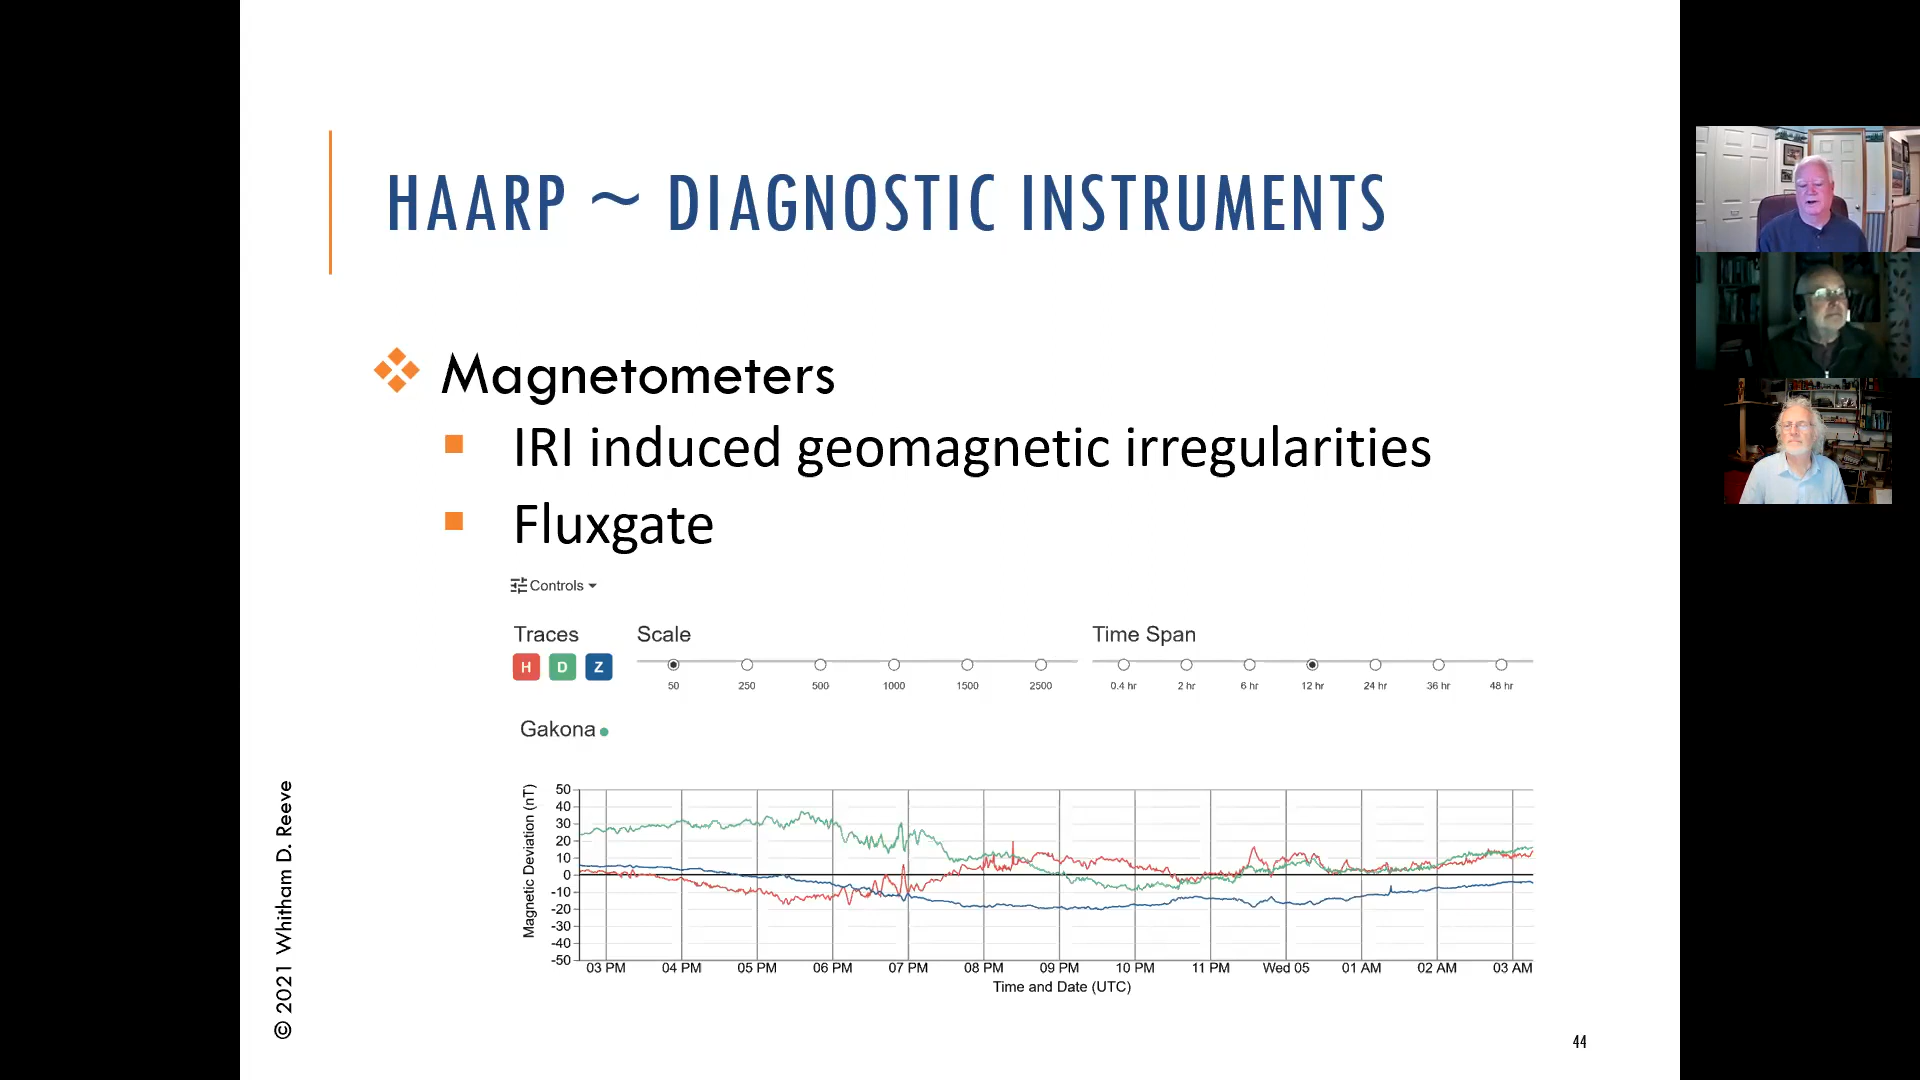 HAARP ~ DIAGNOSTIC INSTRUMENTS
Magnetometers
IRI induced geomagnetic irregularities
Fluxgate
Controls
Traces
Scale
Time Span
H D Z
50 250 500 1000 1500 2500
0.4 hr 2 hr 6 hr 12 hr 24 hr 36 hr 48 hr
Gakona
Magnetic Deviation (nT)
50
40
30
20
10
0
-10
-20
-30
-40
-50
03 PM 04 PM 05 PM 06 PM 07 PM 08 PM 09 PM 10 PM 11 PM Wed 05 01 AM 02 AM 03 AM
Time and Date (UTC)
© 2021 Whitham D. Reeve
44